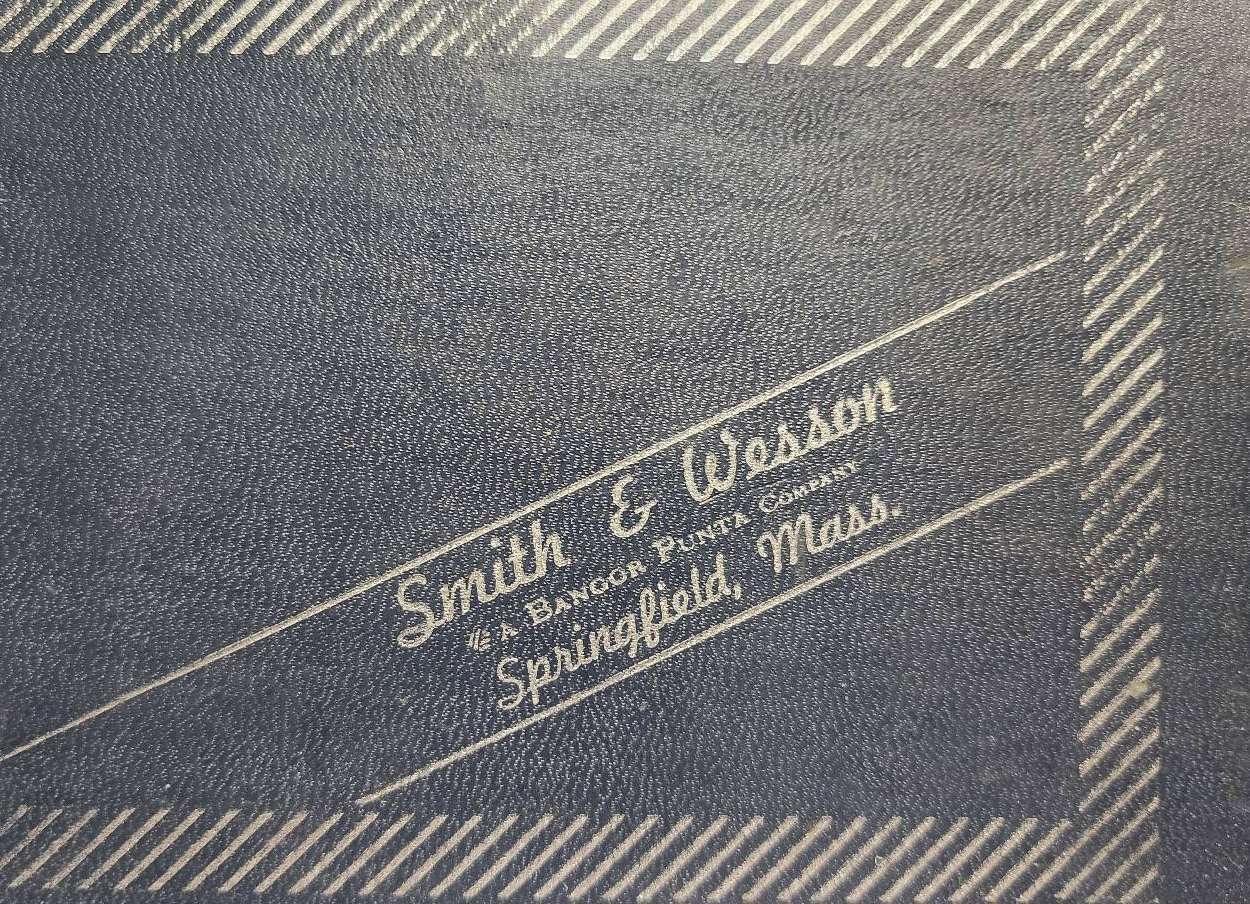 Smith & Wesson
A BANGOR PUNTA COMPANY
Springfield, Mass.